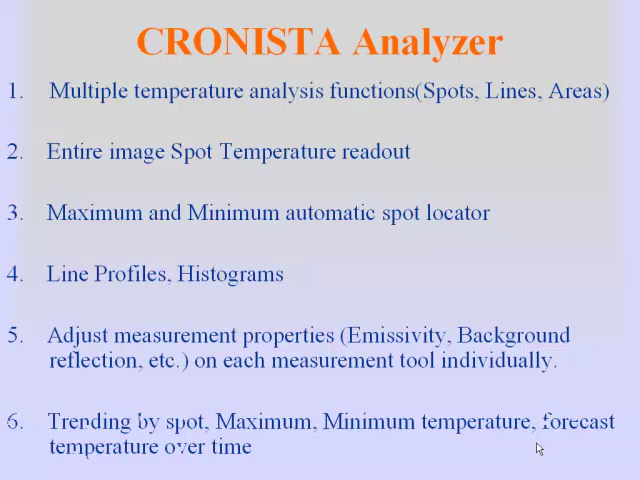 CRONISTA Analyzer
1. Multiple temperature analysis functions(Spots, Lines, Areas)
2. Entire image Spot Temperature readout
3. Maximum and Minimum automatic spot locator
4. Line Profiles, Histograms
5. Adjust measurement properties (Emissivity, Background
reflection, etc.) on each measurement tool individually.
6. Trending by spot, Maximum, Minimum temperature, forecast
temperature over time